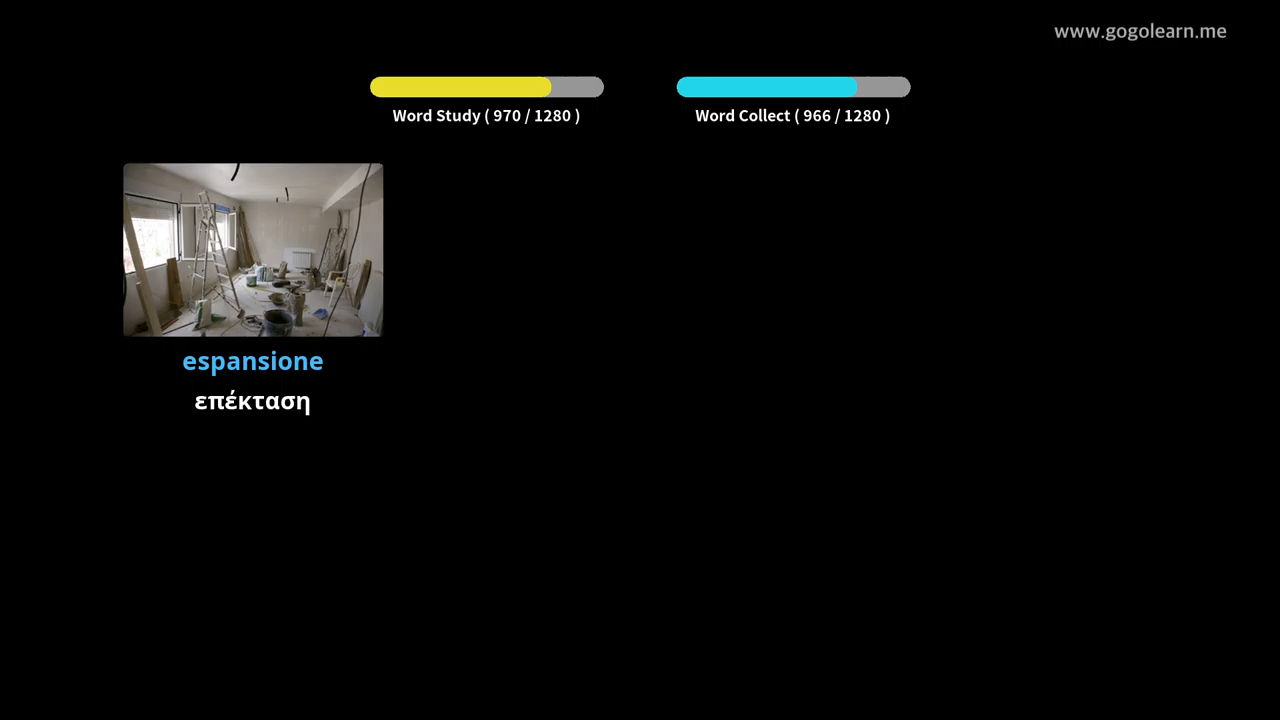 www.gogolearn.me
Word Study ( 970 / 1280 )
Word Collect ( 966 / 1280 )
espansione
επέκταση